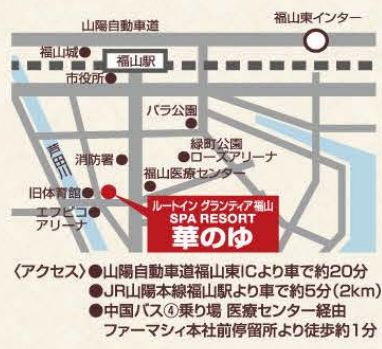 山陽自動車道
福山東インター
福山城
福山駅
市役所
バラ公園
芦田川
消防署
緑町公園
ローズアリーナ
福山医療センター
旧体育館
エフピコ
アリーナ
ルートイン グランティア福山
SPA RESORT
華のゆ
〈アクセス〉●山陽自動車道福山東ICより車で約20分
●JR山陽本線福山駅より車で約5分(2km)
●中国バス④乗り場 医療センター経由
ファーマシィ本社前停留所より徒歩約1分